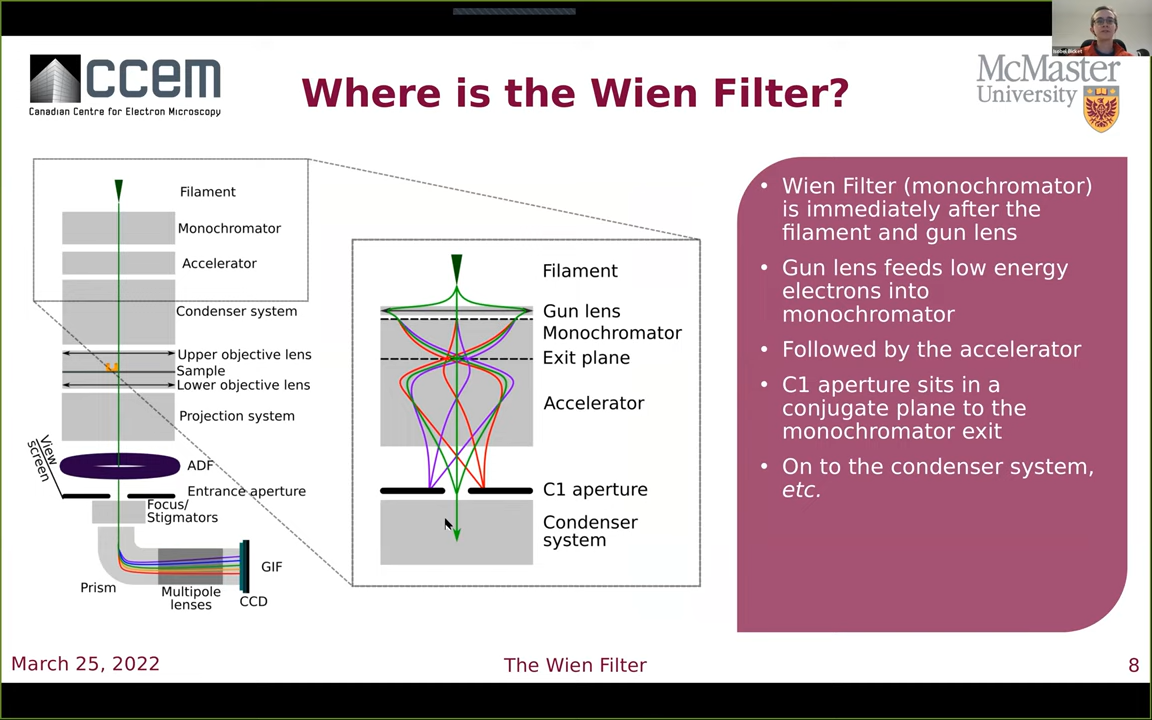 Isobel Bicket
ccem
Canadian Centre for Electron Microscopy
Where is the Wien Filter?
McMaster
University
Filament
Monochromator
Accelerator
Condenser system
Upper objective lens
Sample
Lower objective lens
Projection system
View
screen
ADF
Entrance aperture
Focus/
Stigmators
Prism
Multipole
lenses
GIF
CCD
Filament
Gun lens
Monochromator
Exit plane
Accelerator
C1 aperture
Condenser
system
• Wien Filter (monochromator)
is immediately after the
filament and gun lens
• Gun lens feeds low energy
electrons into
monochromator
• Followed by the accelerator
• C1 aperture sits in a
conjugate plane to the
monochromator exit
• On to the condenser system,
etc.
March 25, 2022
The Wien Filter
8